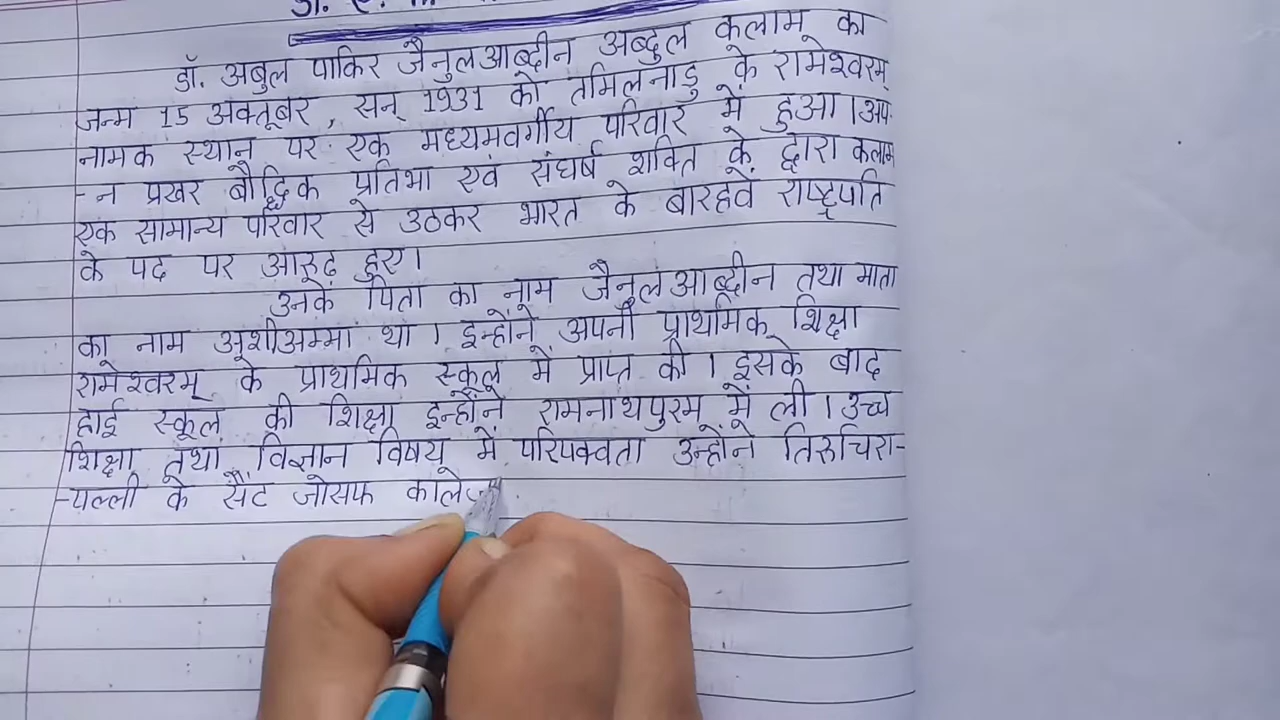 डॉ. ए.
डॉ. अबुल पाकिर जैनुलआब्दीन अब्दुल कलाम का
जन्म 15 अक्तूबर, सन् 1931 को तमिलनाडु के रामेश्वरम्
नामक स्थान पर एक मध्यमवर्गीय परिवार में हुआ। अप-
-न प्रखर बौद्धिक प्रतिभा एवं संघर्ष शक्ति के द्वारा कलाम
एक सामान्य परिवार से उठकर भारत के बारहवें राष्ट्रपति
के पद पर आरूढ़ हुए।
उनके पिता का नाम जैनुलआब्दीन तथा माता
का नाम अशीअम्मा था। इन्होंने अपनी प्राथमिक शिक्षा
रामेश्वरम् के प्राथमिक स्कूल में प्राप्त की। इसके बाद
हाई स्कूल की शिक्षा इन्होंने रामनाथपुरम् में ली। उच्च
शिक्षा तथा विज्ञान विषय में परिपक्वता उन्होंने तिरुचिरा-
-पल्ली के सैंट जोसफ काले